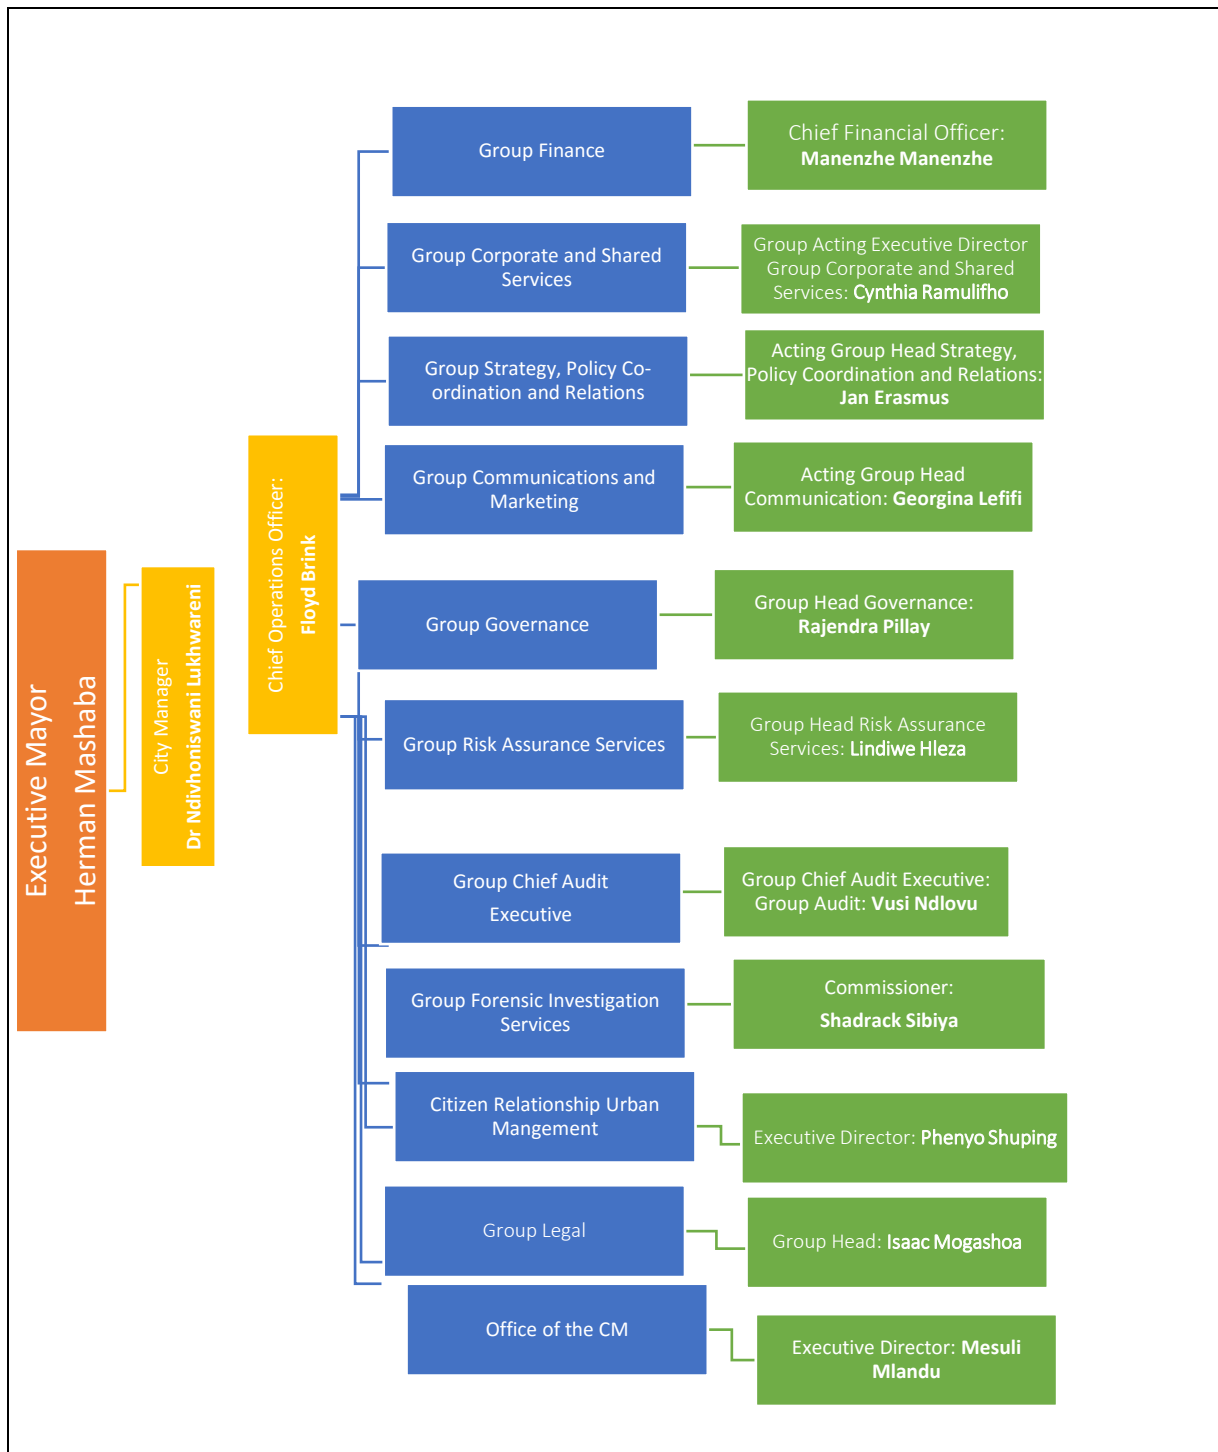 Executive Mayor
Herman Mashaba
City Manager
Dr Ndivhoniswani Lukhwareni
Chief Operations Officer:
Floyd Brink
Group Finance
Chief Financial Officer:
Manenzhe Manenzhe
Group Corporate and Shared
Services
Group Acting Executive Director
Group Corporate and Shared
Services: Cynthia Ramulifho
Group Strategy, Policy Co-
ordination and Relations
Acting Group Head Strategy,
Policy Coordination and Relations:
Jan Erasmus
Group Communications and
Marketing
Acting Group Head
Communication: Georgina Lefifi
Group Governance
Group Head Governance:
Rajendra Pillay
Group Risk Assurance Services
Group Head Risk Assurance
Services: Lindiwe Hleza
Group Chief Audit
Executive
Group Chief Audit Executive:
Group Audit: Vusi Ndlovu
Group Forensic Investigation
Services
Commissioner:
Shadrack Sibiya
Citizen Relationship Urban
Mangement
Executive Director: Phenyo Shuping
Group Legal
Group Head: Isaac Mogashoa
Office of the CM
Executive Director: Mesuli
Mlandu